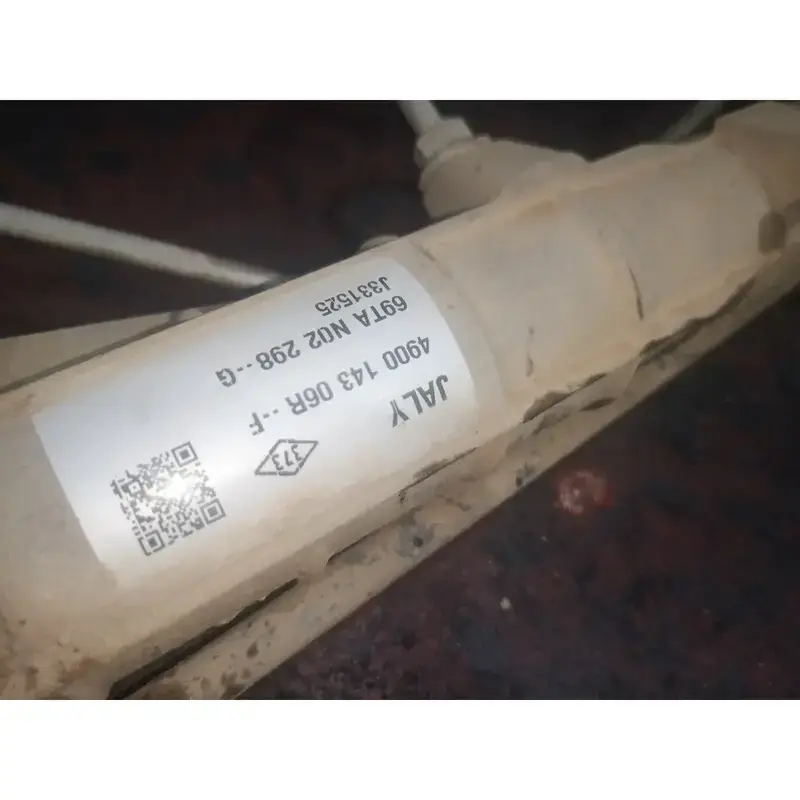 JALY
4900 143 06R --F
69TA N02 298--G
J331525
373